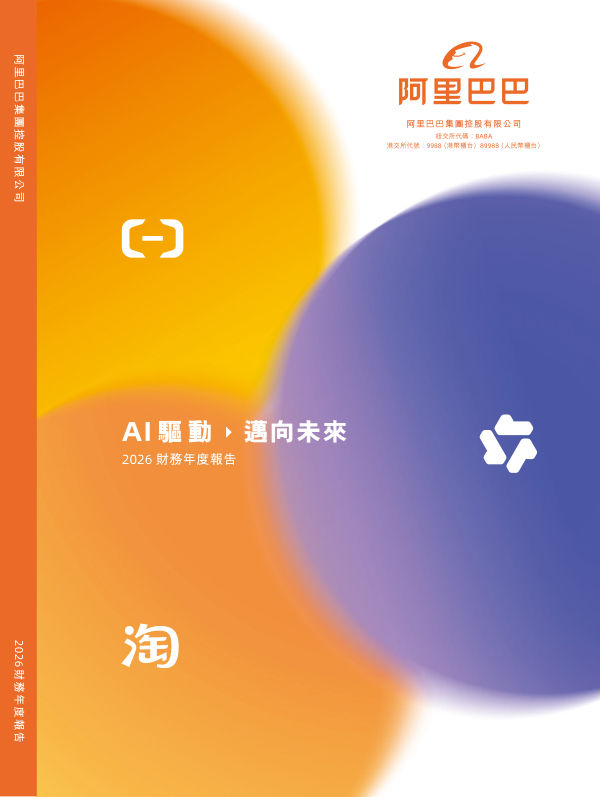 阿里巴巴集團控股有限公司
2026 財務年度報告
阿里巴巴
阿里巴巴集團控股有限公司
紐交所代碼：BABA
港交所代號：9988 (港幣櫃台) 89988 (人民幣櫃台)
AI 驅動 ▸ 邁向未來
2026 財務年度報告
淘